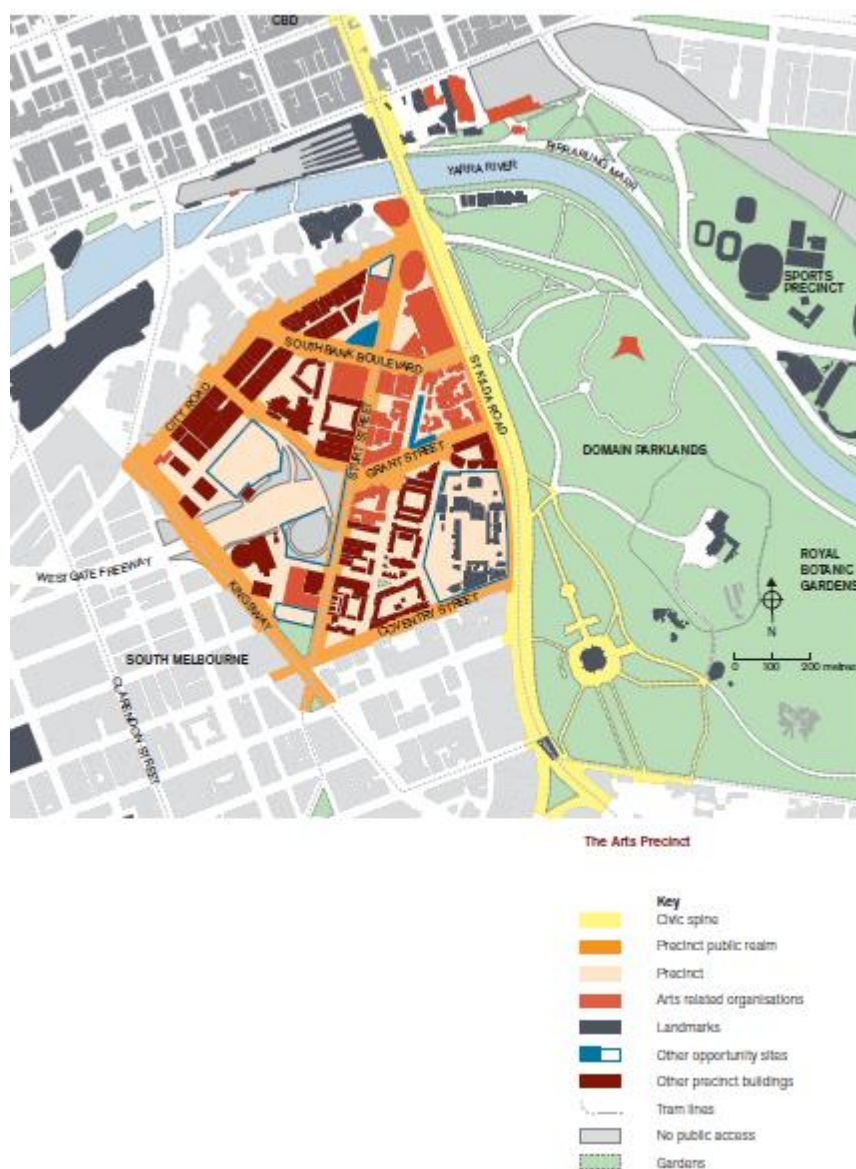 CBD
YARRA RIVER
BIRRARUNG MARR
SPORTS
PRECINCT
SOUTH BANK BOULEVARD
CITY ROAD
STURT STREET
GRANT STREET
ST KILDA ROAD
DOMAIN PARKLANDS
ROYAL
BOTANIC
GARDENS
WESTGATE FREEWAY
KINGSWAY
COVENTRY STREET
SOUTH MELBOURNE
CLARENDON STREET
N
0 100 200 metres
The Arts Precinct
Key
Civic spine
Precinct public realm
Precinct
Arts related organisations
Landmarks
Other opportunity sites
Other precinct buildings
Tram lines
No public access
Gardens